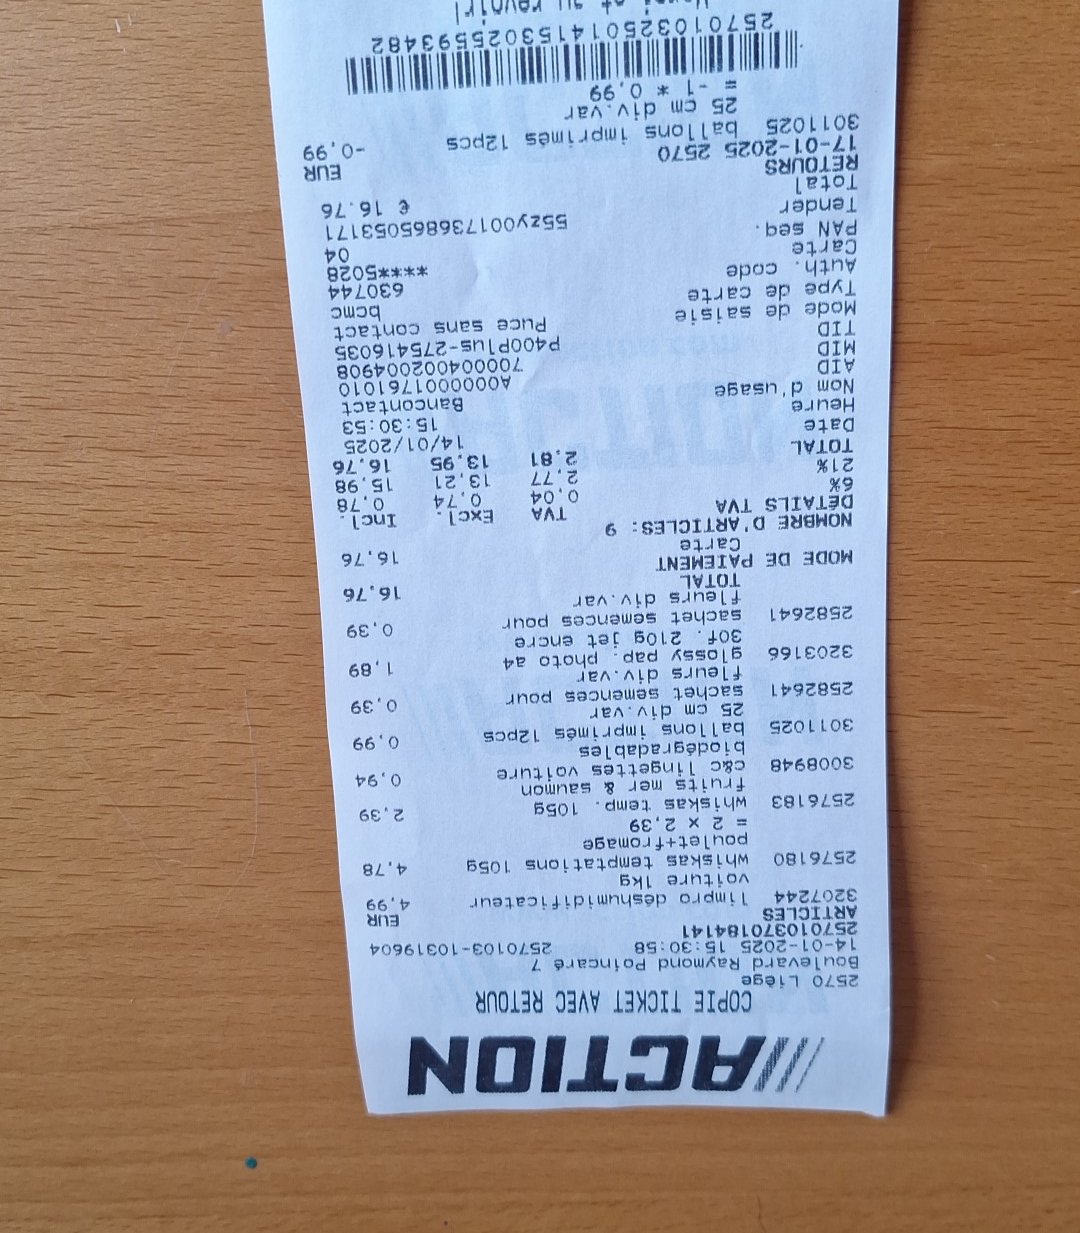 ACTION
COPIE TICKET AVEC RETOUR
2570 Liège
Boulevard Raymond Poincaré 7
14-01-2025 15:30:58 2570103-10319604
257010370184141
ARTICLES EUR
3207244 limpro déshumidificateur 4,99
voiture 1kg
2576180 whiskas temptations 105g 4,78
poulet+fromage
= 2 x 2,39
2576183 whiskas temp. 105g 2,39
fruits mer & saumon
3008948 c&c lingettes voiture 0,94
biodégradables
3011025 ballons imprimés 12pcs 0,99
25 cm div.var
2582641 sachet semences pour 0,39
fleurs div.var
3203166 glossy pap. photo a4 1,89
30f. 210g jet encre
2582641 sachet semences pour 0,39
fleurs div.var
TOTAL 16,76
MODE DE PAIEMENT
Carte 16,76
NOMBRE D'ARTICLES: 9
DÉTAILS TVA TVA Excl. Incl.
6% 0,04 0,74 0,78
21% 2,77 13,21 15,98
TOTAL 2,81 13,95 16,76
Date 14/01/2025
Heure 15:30:53
Nom d'usage Bancontact
AID A0000001761010
MID 700004002004908
TID P400Plus-275416035
Mode de saisie Puce sans contact
Type de carte bcmc
Auth. code 630744
Carte ****5028
PAN seq. 04
Tender 55zy001736865053171
Total € 16.76
RETOURS EUR
17-01-2025 2570
3011025 ballons imprimés 12pcs -0,99
25 cm div.var
= -1 * 0,99
257010325014153025593482
et au revoir!